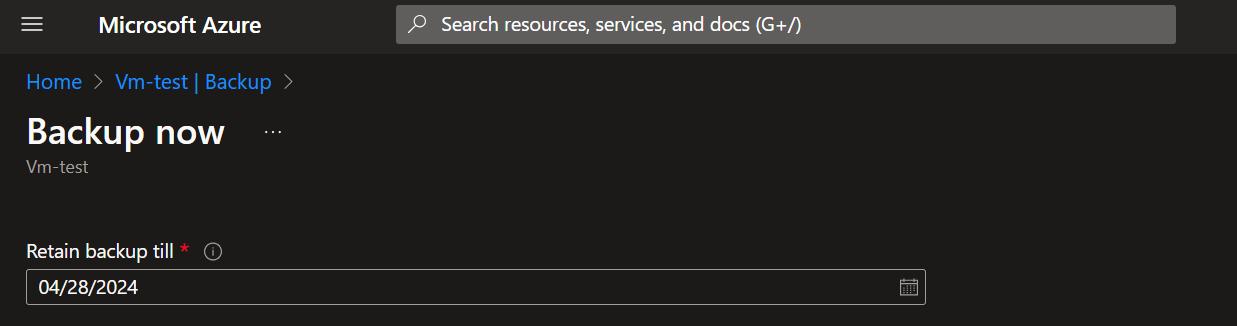 Microsoft Azure Search resources, services, and docs (G+/)
Home > Vm-test | Backup >
Backup now ...
Vm-test
Retain backup till *
04/28/2024